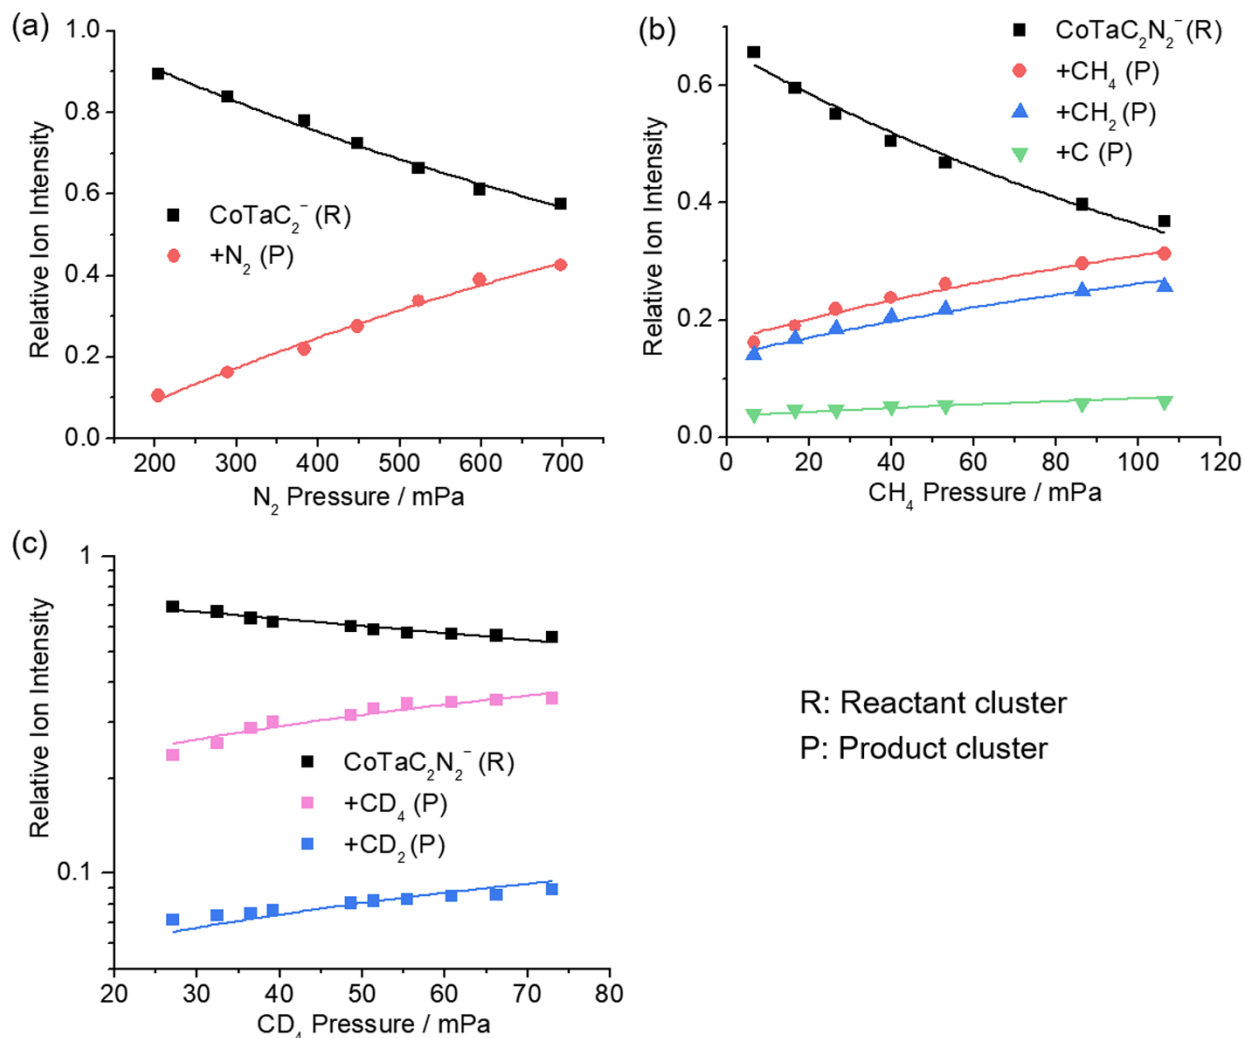 (a)
1.0
0.8
0.6
0.4
0.2
0.0
Relative Ion Intensity
CoTaC₂⁻ (R)
+N₂ (P)
200 300 400 500 600 700
N₂ Pressure / mPa
(b)
0.6
0.4
0.2
0.0
Relative Ion Intensity
CoTaC₂N₂⁻ (R)
+CH₄ (P)
+CH₂ (P)
+C (P)
0 20 40 60 80 100 120
CH₄ Pressure / mPa
(c)
1
0.1
Relative Ion Intensity
CoTaC₂N₂⁻ (R)
+CD₄ (P)
+CD₂ (P)
20 30 40 50 60 70 80
CD₄ Pressure / mPa
R: Reactant cluster
P: Product cluster